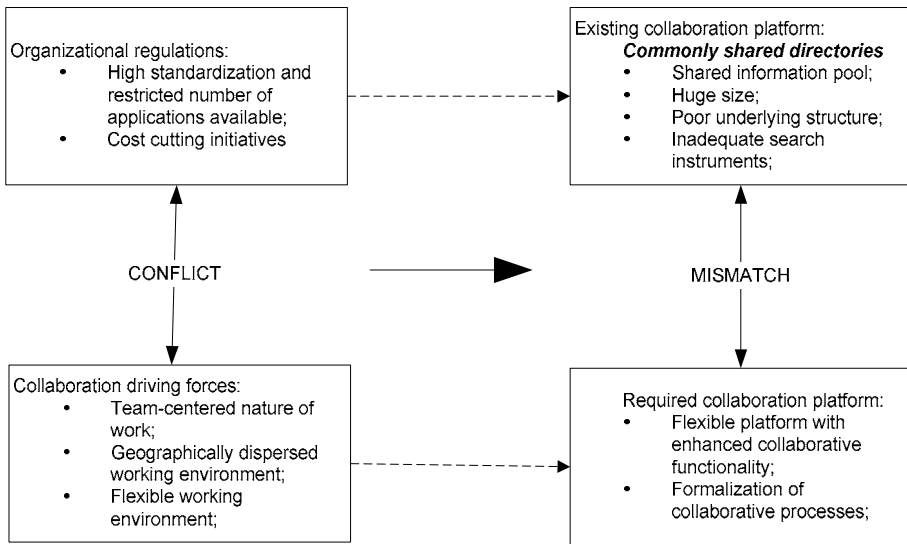 Organizational regulations:
• High standardization and
restricted number of
applications available;
• Cost cutting initiatives
Existing collaboration platform:
Commonly shared directories
• Shared information pool;
• Huge size;
• Poor underlying structure;
• Inadequate search
instruments;
CONFLICT
MISMATCH
Collaboration driving forces:
• Team-centered nature of
work;
• Geographically dispersed
working environment;
• Flexible working
environment;
Required collaboration platform:
• Flexible platform with
enhanced collaborative
functionality;
• Formalization of
collaborative processes;